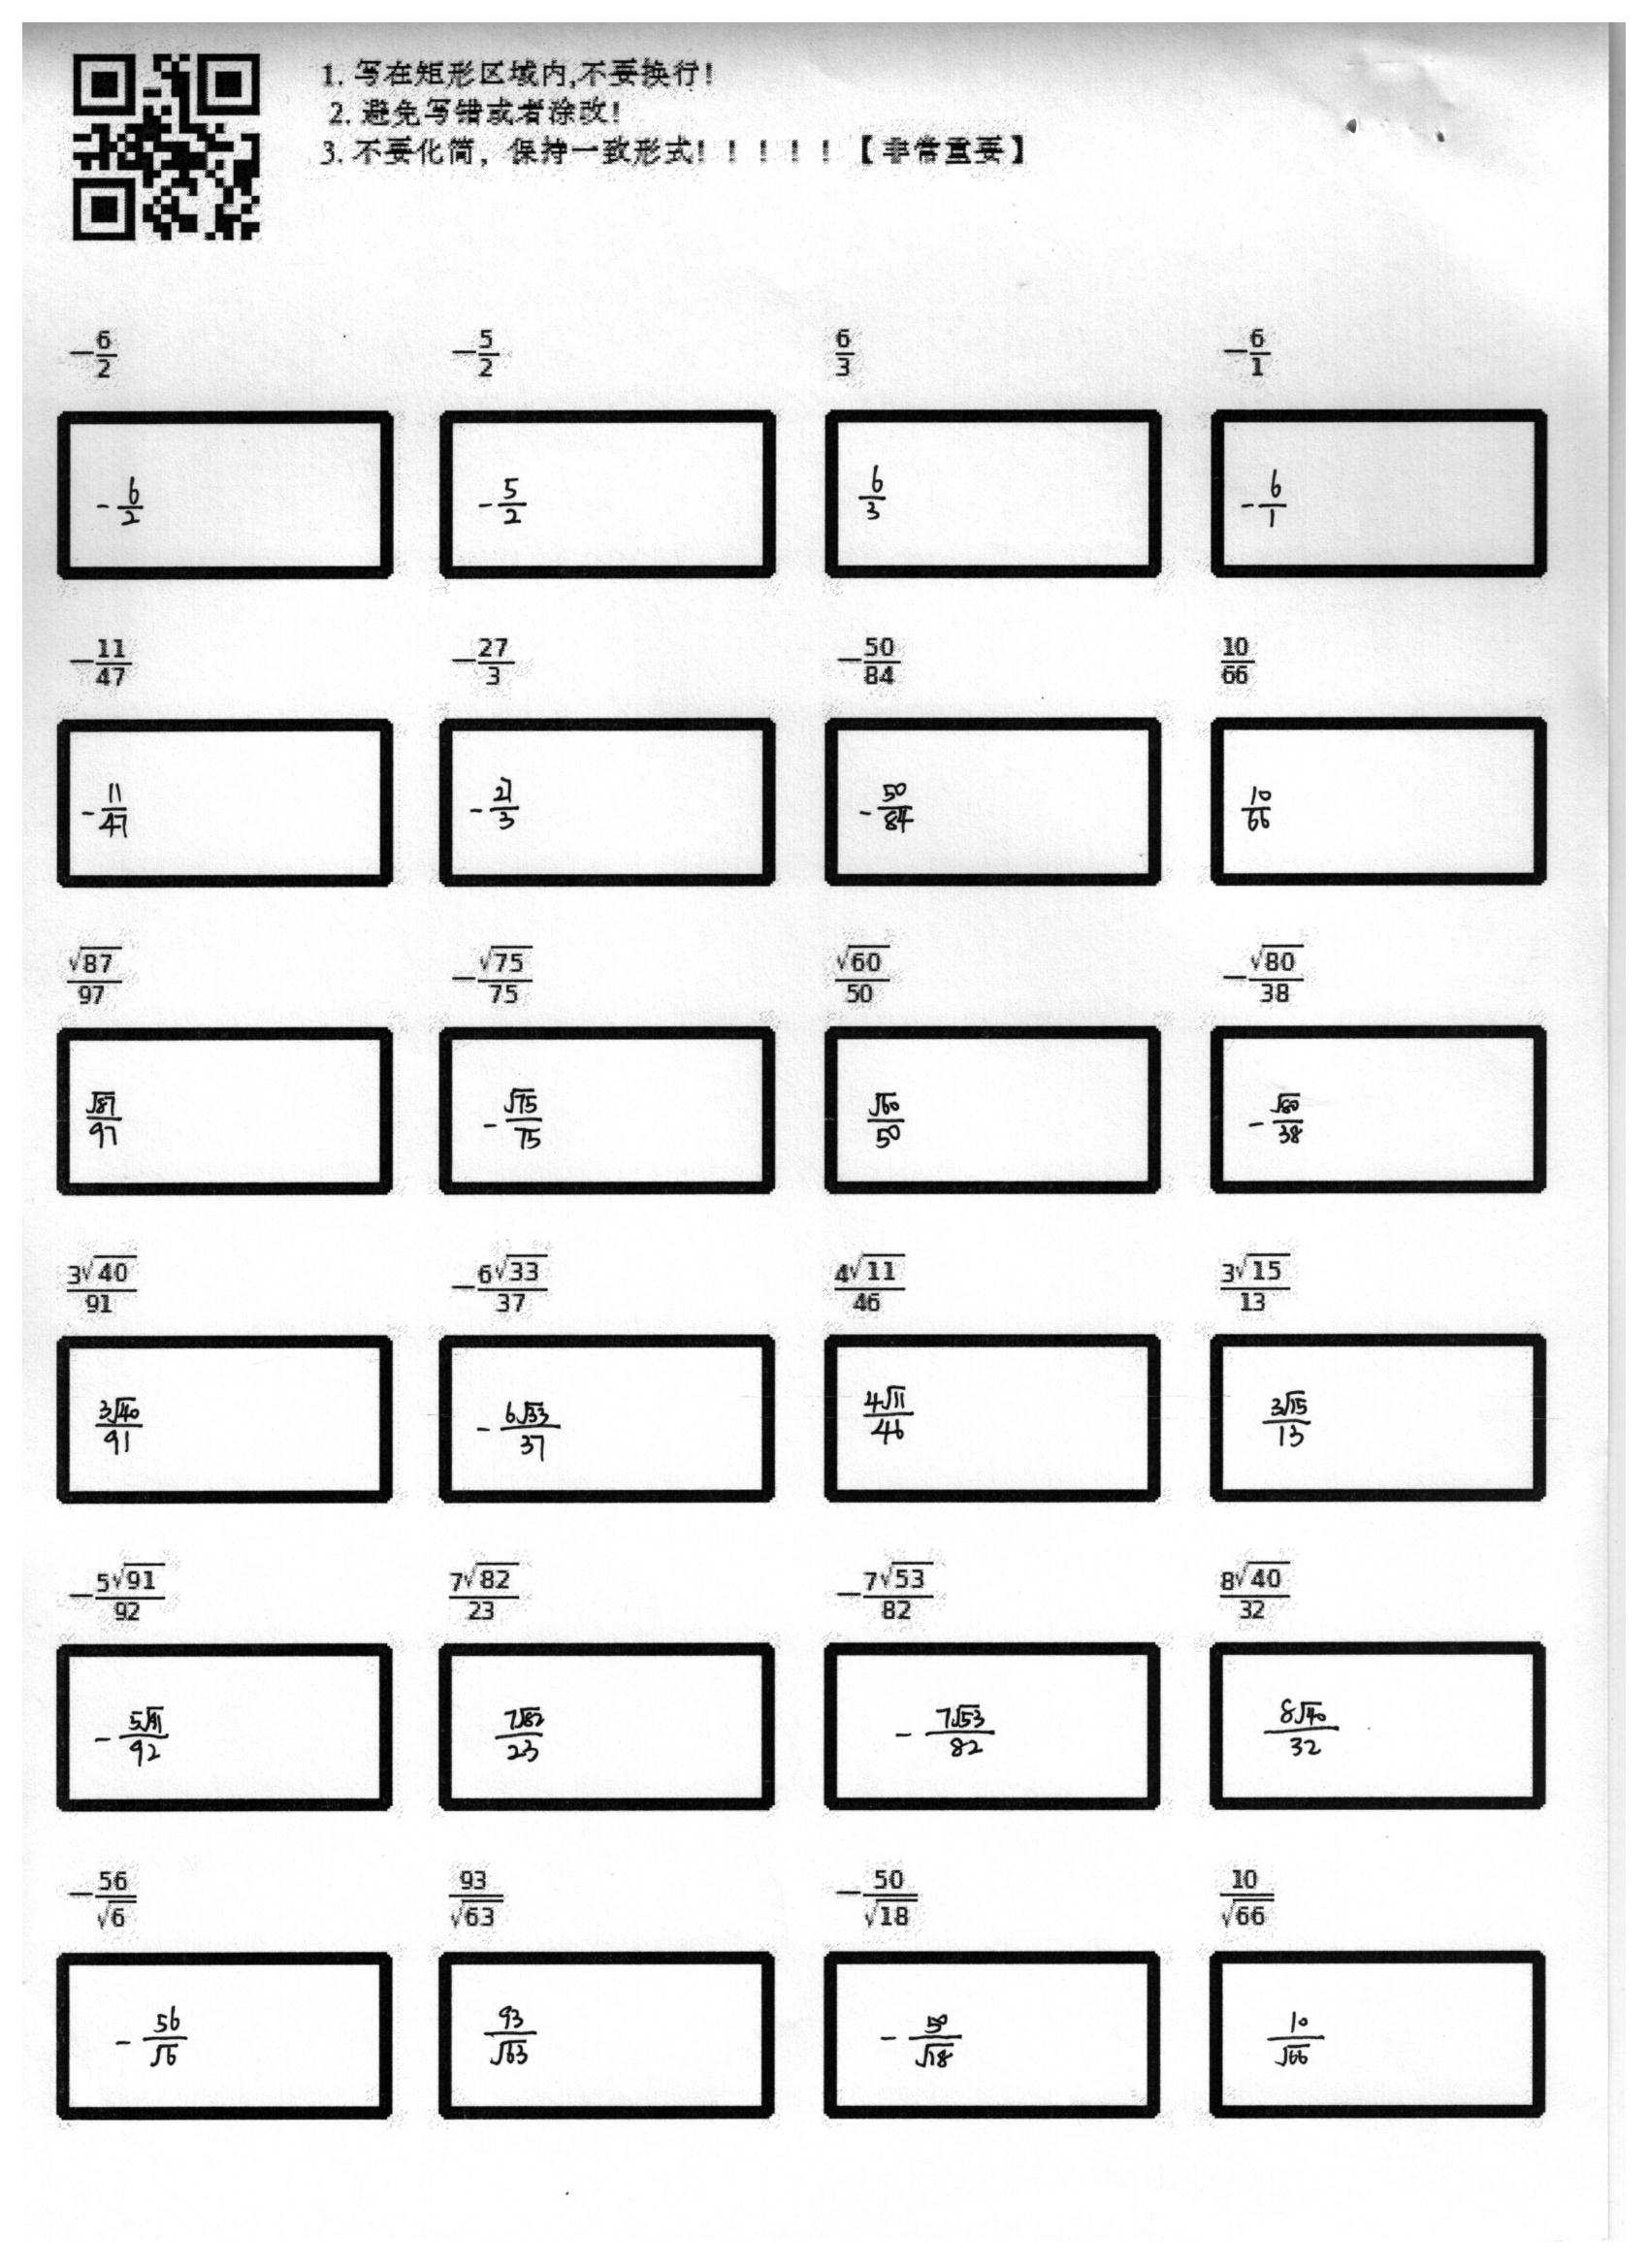 1. 写在矩形区域内,不要换行!
2. 避免写错或者涂改!
3. 不要化简，保持一致形式!！！！！【非常重要】
$-\frac{6}{2}$ $-\frac{5}{2}$ $\frac{6}{3}$ $-\frac{6}{1}$
$-\frac{6}{2}$ $-\frac{5}{2}$ $\frac{6}{3}$ $-\frac{6}{1}$
$-\frac{11}{47}$ $-\frac{27}{3}$ $-\frac{50}{84}$ $\frac{10}{66}$
$-\frac{11}{47}$ $-\frac{27}{3}$ $-\frac{50}{84}$ $\frac{10}{66}$
$\frac{\sqrt{87}}{97}$ $-\frac{\sqrt{75}}{75}$ $\frac{\sqrt{60}}{50}$ $-\frac{\sqrt{80}}{38}$
$\frac{\sqrt{87}}{97}$ $-\frac{\sqrt{75}}{75}$ $\frac{\sqrt{60}}{50}$ $-\frac{\sqrt{80}}{38}$
$\frac{3\sqrt{40}}{91}$ $-\frac{6\sqrt{33}}{37}$ $\frac{4\sqrt{11}}{46}$ $\frac{3\sqrt{15}}{13}$
$\frac{3\sqrt{40}}{91}$ $-\frac{6\sqrt{33}}{37}$ $\frac{4\sqrt{11}}{46}$ $\frac{3\sqrt{15}}{13}$
$-\frac{5\sqrt{91}}{92}$ $\frac{7\sqrt{82}}{23}$ $-\frac{7\sqrt{53}}{82}$ $\frac{8\sqrt{40}}{32}$
$-\frac{5\sqrt{91}}{92}$ $\frac{7\sqrt{82}}{23}$ $-\frac{7\sqrt{53}}{82}$ $\frac{8\sqrt{40}}{32}$
$-\frac{56}{\sqrt{6}}$ $\frac{93}{\sqrt{63}}$ $-\frac{50}{\sqrt{18}}$ $\frac{10}{\sqrt{66}}$
$-\frac{56}{\sqrt{6}}$ $\frac{93}{\sqrt{63}}$ $-\frac{50}{\sqrt{18}}$ $\frac{10}{\sqrt{66}}$